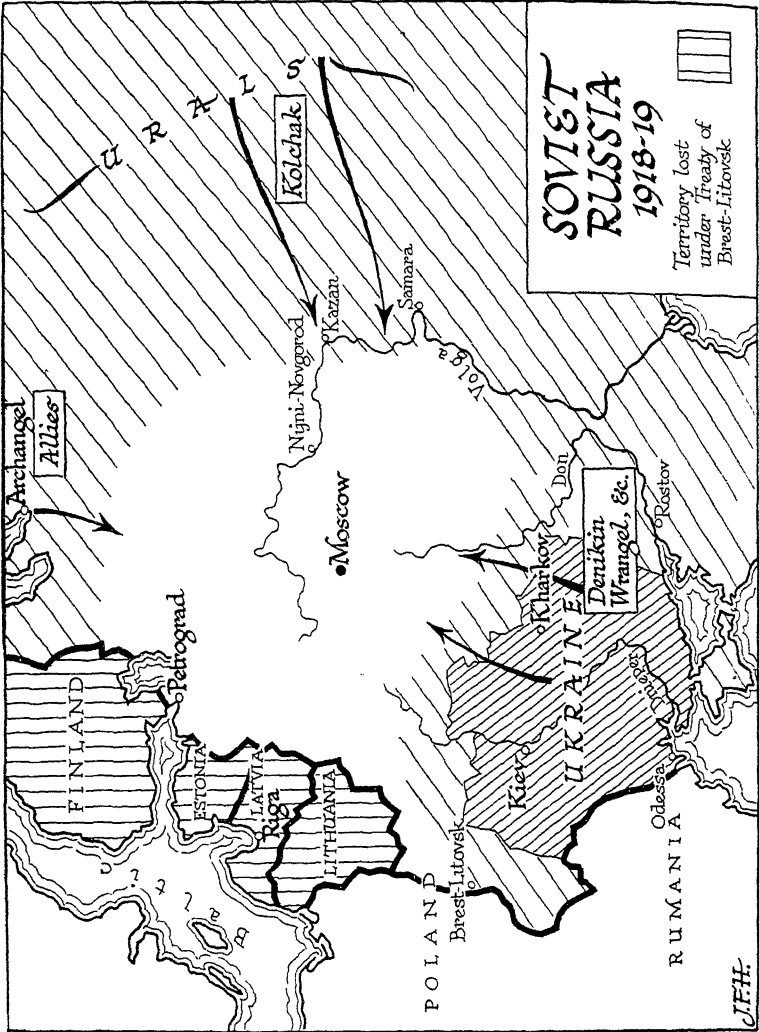 SOVIET
RUSSIA
1918-19
Territory lost
under Treaty of
Brest-Litovsk
URALS
Kolchak
Archangel
Allies
Nijni-Novgorod
Kazan
Samara
Volga
Moscow
Petrograd
FINLAND
Baltic
ESTONIA
LATVIA
Riga
LITHUANIA
POLAND
Brest-Litovsk
Kiev
UKRAINE
Kharkov
Don
Denikin
Wrangel, &c.
Rostov
Dnieper
Odessa
RUMANIA
J.F.H.